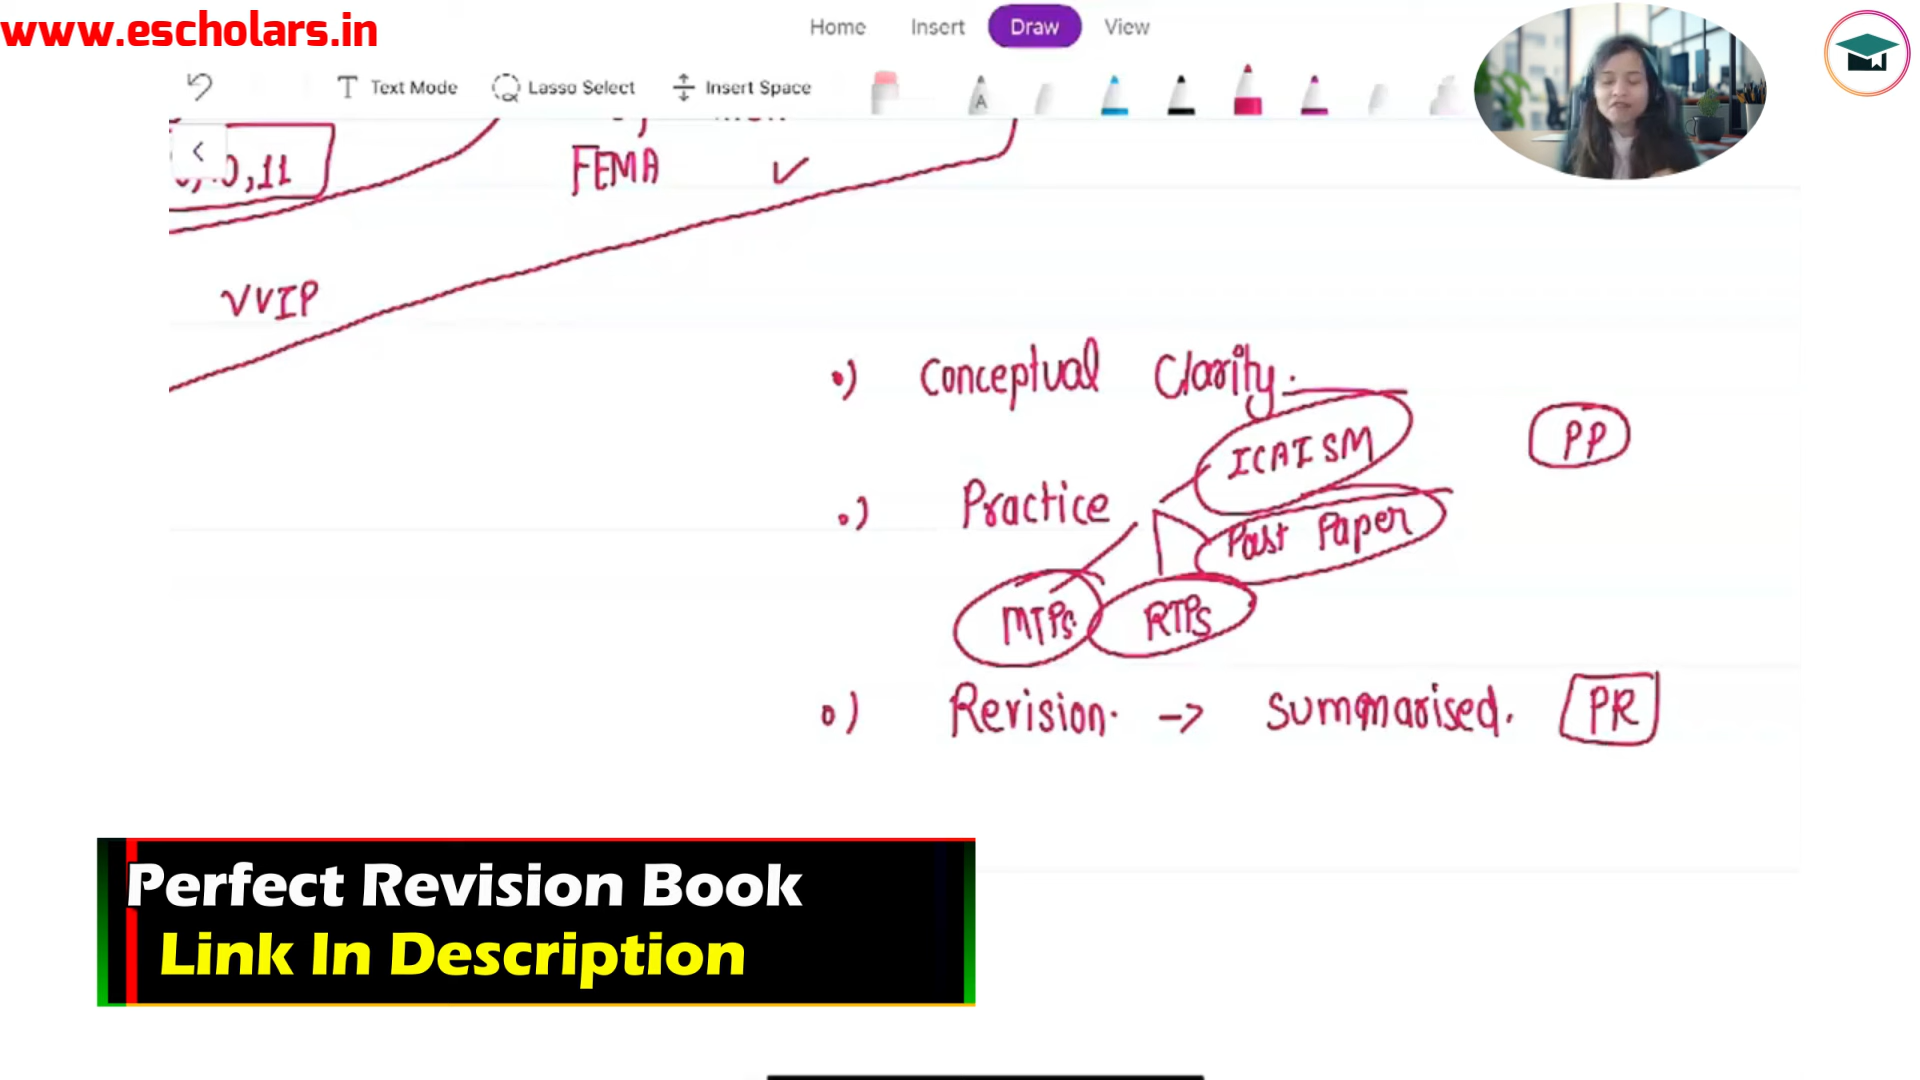 www.escholars.in
Home Insert Draw View
Text Mode Lasso Select Insert Space
A
,11
FEMA
VVIP
•) Conceptual Clarity.
ICAI SM
PP
•) Practice
Past Paper
MTPs. RTPs
•) Revision. -> Summarised. PR
Perfect Revision Book
Link In Description